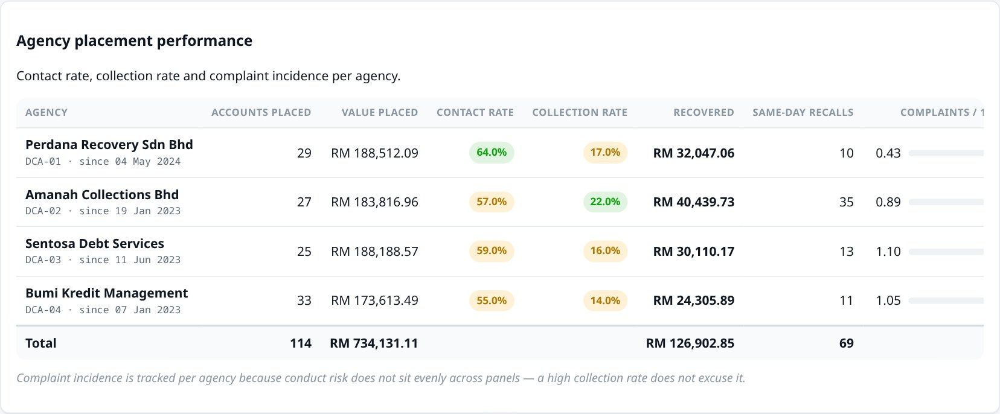 Agency placement performance
Contact rate, collection rate and complaint incidence per agency.
AGENCY ACCOUNTS PLACED VALUE PLACED CONTACT RATE COLLECTION RATE RECOVERED SAME-DAY RECALLS COMPLAINTS / 1
Perdana Recovery Sdn Bhd 29 RM 188,512.09 64.0% 17.0% RM 32,047.06 10 0.43
DCA-01 · since 04 May 2024
Amanah Collections Bhd 27 RM 183,816.96 57.0% 22.0% RM 40,439.73 35 0.89
DCA-02 · since 19 Jan 2023
Sentosa Debt Services 25 RM 188,188.57 59.0% 16.0% RM 30,110.17 13 1.10
DCA-03 · since 11 Jun 2023
Bumi Kredit Management 33 RM 173,613.49 55.0% 14.0% RM 24,305.89 11 1.05
DCA-04 · since 07 Jan 2023
Total 114 RM 734,131.11 RM 126,902.85 69
Complaint incidence is tracked per agency because conduct risk does not sit evenly across panels — a high collection rate does not excuse it.